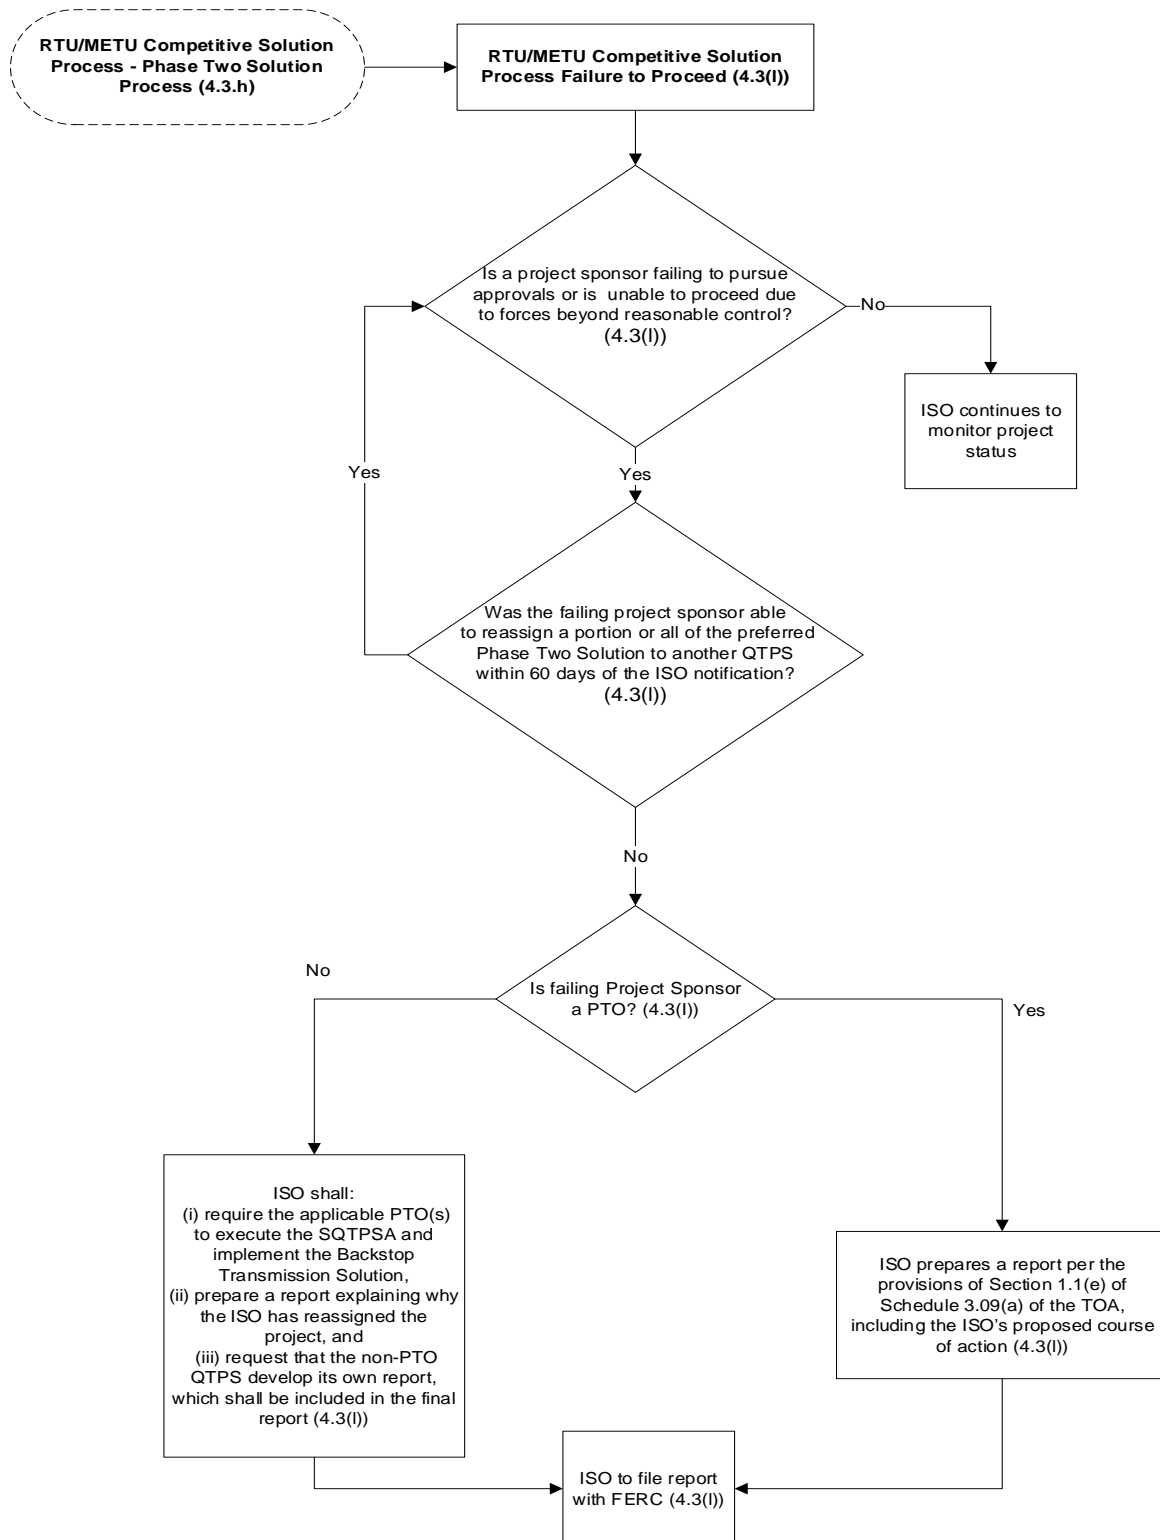 RTU/METU Competitive Solution
Process - Phase Two Solution
Process (4.3.h)
RTU/METU Competitive Solution
Process Failure to Proceed (4.3(l))
Is a project sponsor failing to pursue
approvals or is unable to proceed due
to forces beyond reasonable control?
(4.3(l))
No
ISO continues to
monitor project
status
Yes
Yes
Was the failing project sponsor able
to reassign a portion or all of the preferred
Phase Two Solution to another QTPS
within 60 days of the ISO notification?
(4.3(l))
No
Is failing Project Sponsor
a PTO? (4.3(l))
No
Yes
ISO shall:
(i) require the applicable PTO(s)
to execute the SQTPSA and
implement the Backstop
Transmission Solution,
(ii) prepare a report explaining why
the ISO has reassigned the
project, and
(iii) request that the non-PTO
QTPS develop its own report,
which shall be included in the final
report (4.3(l))
ISO prepares a report per the
provisions of Section 1.1(e) of
Schedule 3.09(a) of the TOA,
including the ISO's proposed course
of action (4.3(l))
ISO to file report
with FERC (4.3(l))